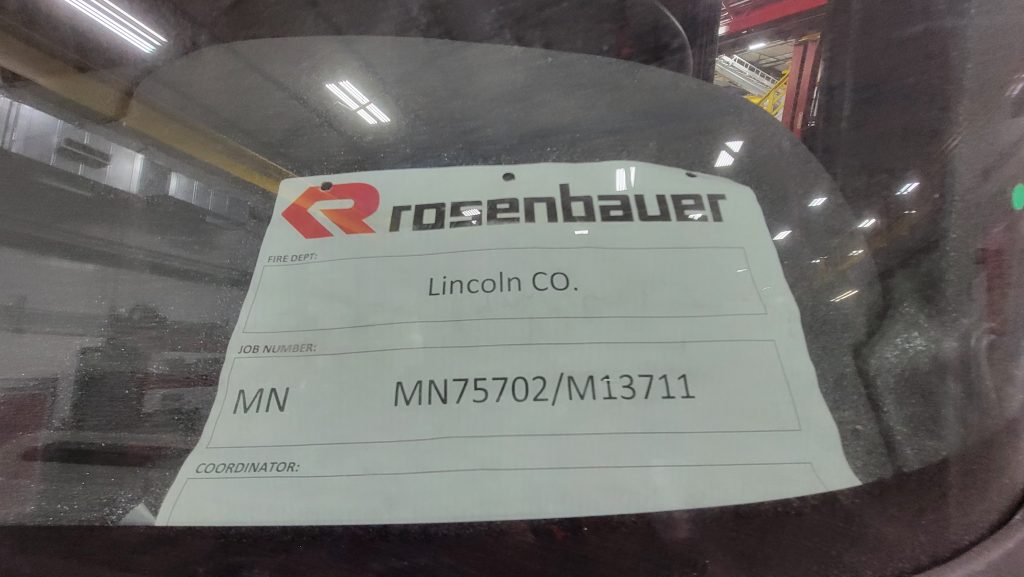 rosenbauer
FIRE DEPT:
Lincoln CO.
JOB NUMBER:
MN MN75702/M13711
COORDINATOR: